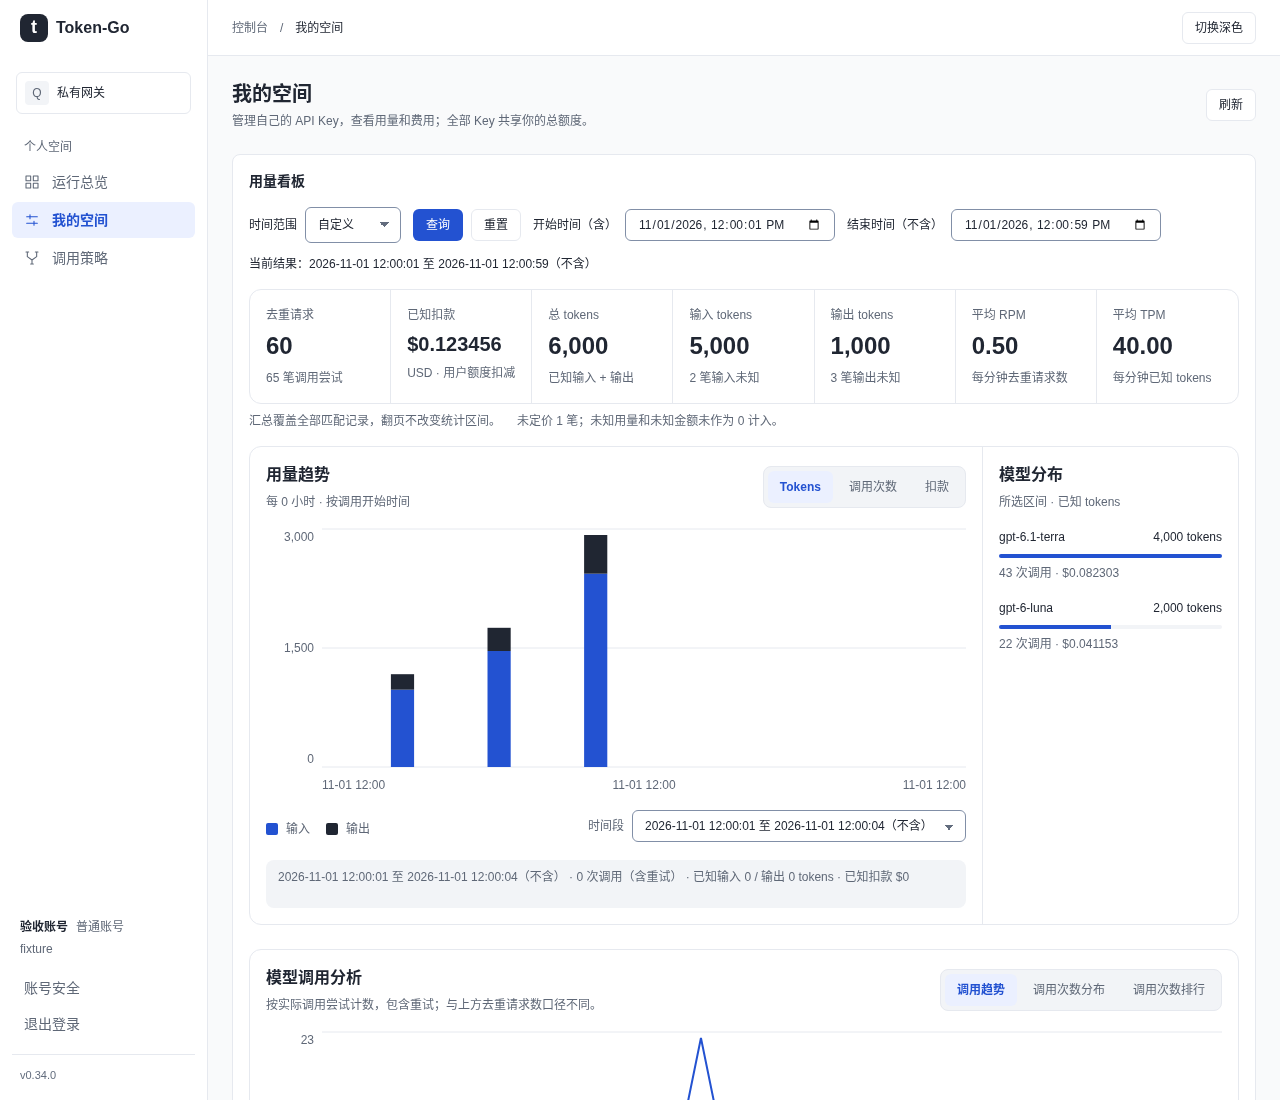 t Token-Go
控制台 / 我的空间
切换深色
Q 私有网关
个人空间
运行总览
我的空间
调用策略
验收账号 普通账号
fixture
账号安全
退出登录
v0.34.0
我的空间
管理自己的 API Key，查看用量和费用；全部 Key 共享你的总额度。
刷新
用量看板
时间范围 自定义 查询 重置 开始时间（含） 11/01/2026, 12:00:01 PM 结束时间（不含） 11/01/2026, 12:00:59 PM
当前结果：2026-11-01 12:00:01 至 2026-11-01 12:00:59（不含）
去重请求
60
65 笔调用尝试
已知扣款
$0.123456
USD · 用户额度扣减
总 tokens
6,000
已知输入 + 输出
输入 tokens
5,000
2 笔输入未知
输出 tokens
1,000
3 笔输出未知
平均 RPM
0.50
每分钟去重请求数
平均 TPM
40.00
每分钟已知 tokens
汇总覆盖全部匹配记录，翻页不改变统计区间。 未定价 1 笔；未知用量和未知金额未作为 0 计入。
用量趋势
每 0 小时 · 按调用开始时间
Tokens 调用次数 扣款
3,000
1,500
0
11-01 12:00 11-01 12:00 11-01 12:00
输入 输出
时间段 2026-11-01 12:00:01 至 2026-11-01 12:00:04（不含）
2026-11-01 12:00:01 至 2026-11-01 12:00:04（不含） · 0 次调用（含重试） · 已知输入 0 / 输出 0 tokens · 已知扣款 $0
模型分布
所选区间 · 已知 tokens
gpt-6.1-terra 4,000 tokens
43 次调用 · $0.082303
gpt-6-luna 2,000 tokens
22 次调用 · $0.041153
模型调用分析
按实际调用尝试计数，包含重试；与上方去重请求数口径不同。
调用趋势 调用次数分布 调用次数排行
23